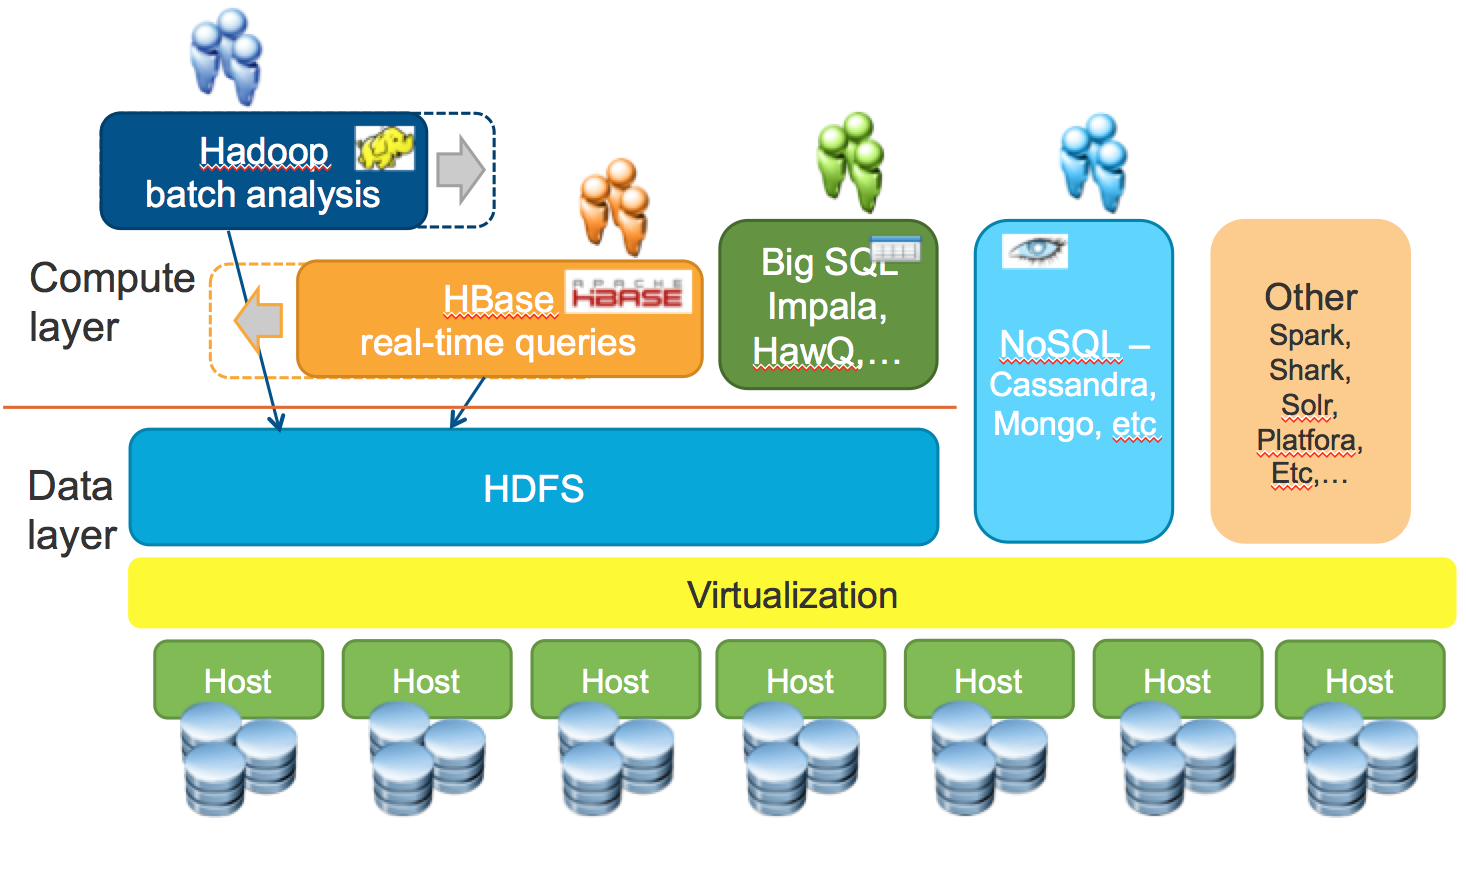 Hadoop
batch analysis
Compute
layer
HBase
real-time queries
APACHE
HBASE
Big SQL
Impala,
HawQ,...
NoSQL –
Cassandra,
Mongo, etc
Other
Spark,
Shark,
Solr,
Platfora,
Etc,...
Data
layer
HDFS
Virtualization
Host
Host
Host
Host
Host
Host
Host